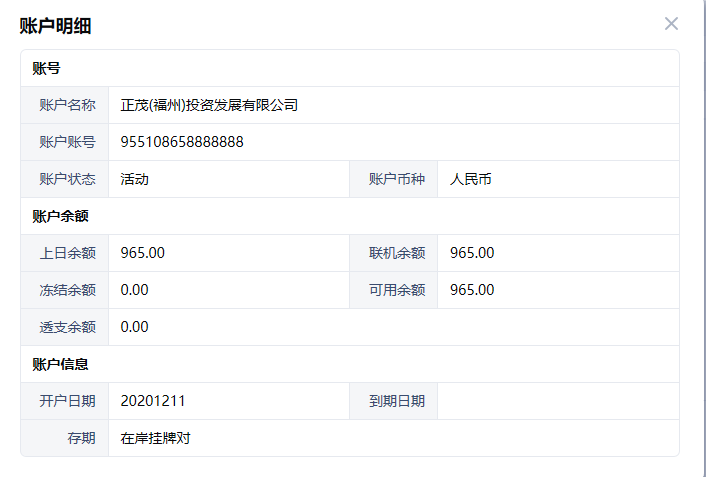 账户明细
账号
账户名称 正茂(福州)投资发展有限公司
账户账号 955108658888888
账户状态 活动 账户币种 人民币
账户余额
上日余额 965.00 联机余额 965.00
冻结余额 0.00 可用余额 965.00
透支余额 0.00
账户信息
开户日期 20201211 到期日期
存期 在岸挂牌对